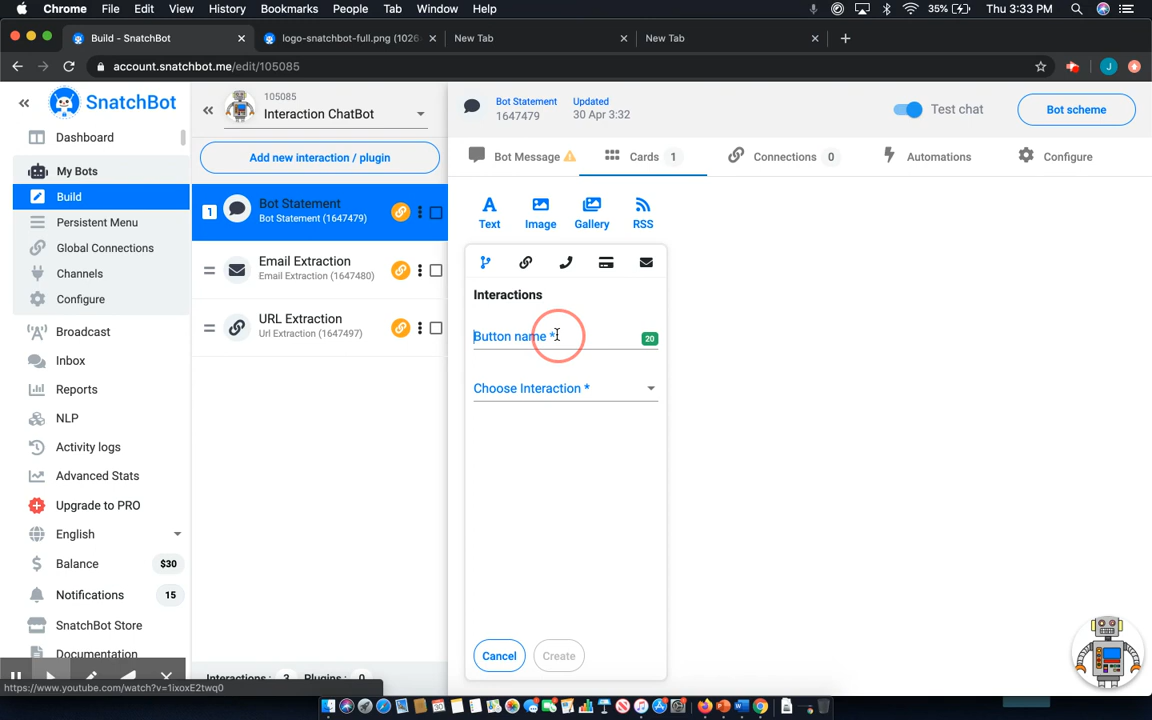 Chrome File Edit View History Bookmarks People Tab Window Help 35% Thu 3:33 PM
Build - SnatchBot logo-snatchbot-full.png (1026 New Tab New Tab
account.snatchbot.me/edit/105085
SnatchBot
105085
Interaction ChatBot
Bot Statement
1647479
Updated
30 Apr 3:32
Test chat
Bot scheme
Dashboard
My Bots
Build
Persistent Menu
Global Connections
Channels
Configure
Broadcast
Inbox
Reports
NLP
Activity logs
Advanced Stats
Upgrade to PRO
English
Balance $30
Notifications 15
SnatchBot Store
Documentation
Add new interaction / plugin
1 Bot Statement
Bot Statement (1647479)
Email Extraction
Email Extraction (1647480)
URL Extraction
Url Extraction (1647497)
Interactions: 3 Plugins: 0
Bot Message Cards 1 Connections 0 Automations Configure
Text Image Gallery RSS
Interactions
Button name * 20
Choose Interaction *
Cancel Create
https://www.youtube.com/watch?v=1ixoxE2twq0